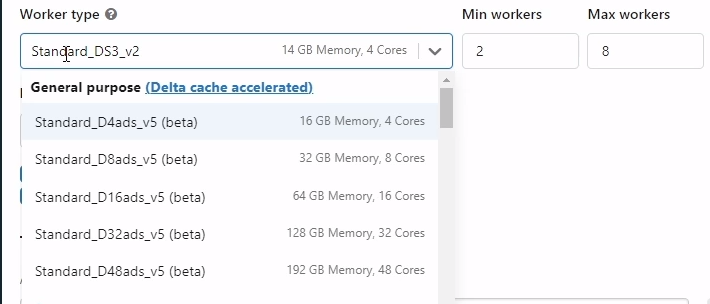 Worker type Min workers Max workers
Standard_DS3_v2 14 GB Memory, 4 Cores 2 8
General purpose (Delta cache accelerated)
Standard_D4ads_v5 (beta) 16 GB Memory, 4 Cores
Standard_D8ads_v5 (beta) 32 GB Memory, 8 Cores
Standard_D16ads_v5 (beta) 64 GB Memory, 16 Cores
Standard_D32ads_v5 (beta) 128 GB Memory, 32 Cores
Standard_D48ads_v5 (beta) 192 GB Memory, 48 Cores